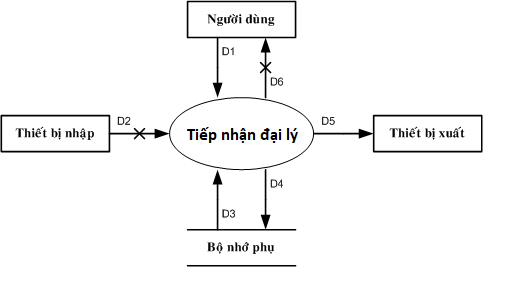 Người dùng
D1
D6
Thiết bị nhập
D2
Tiếp nhận đại lý
D5
Thiết bị xuất
D3
D4
Bộ nhớ phụ